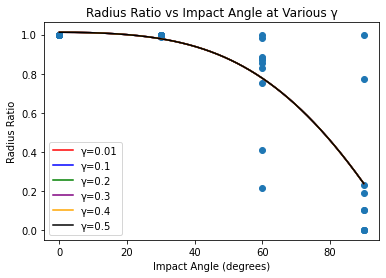 Radius Ratio vs Impact Angle at Various γ
1.0
0.8
0.6
0.4
0.2
0.0
Radius Ratio
γ=0.01
γ=0.1
γ=0.2
γ=0.3
γ=0.4
γ=0.5
0 20 40 60 80
Impact Angle (degrees)